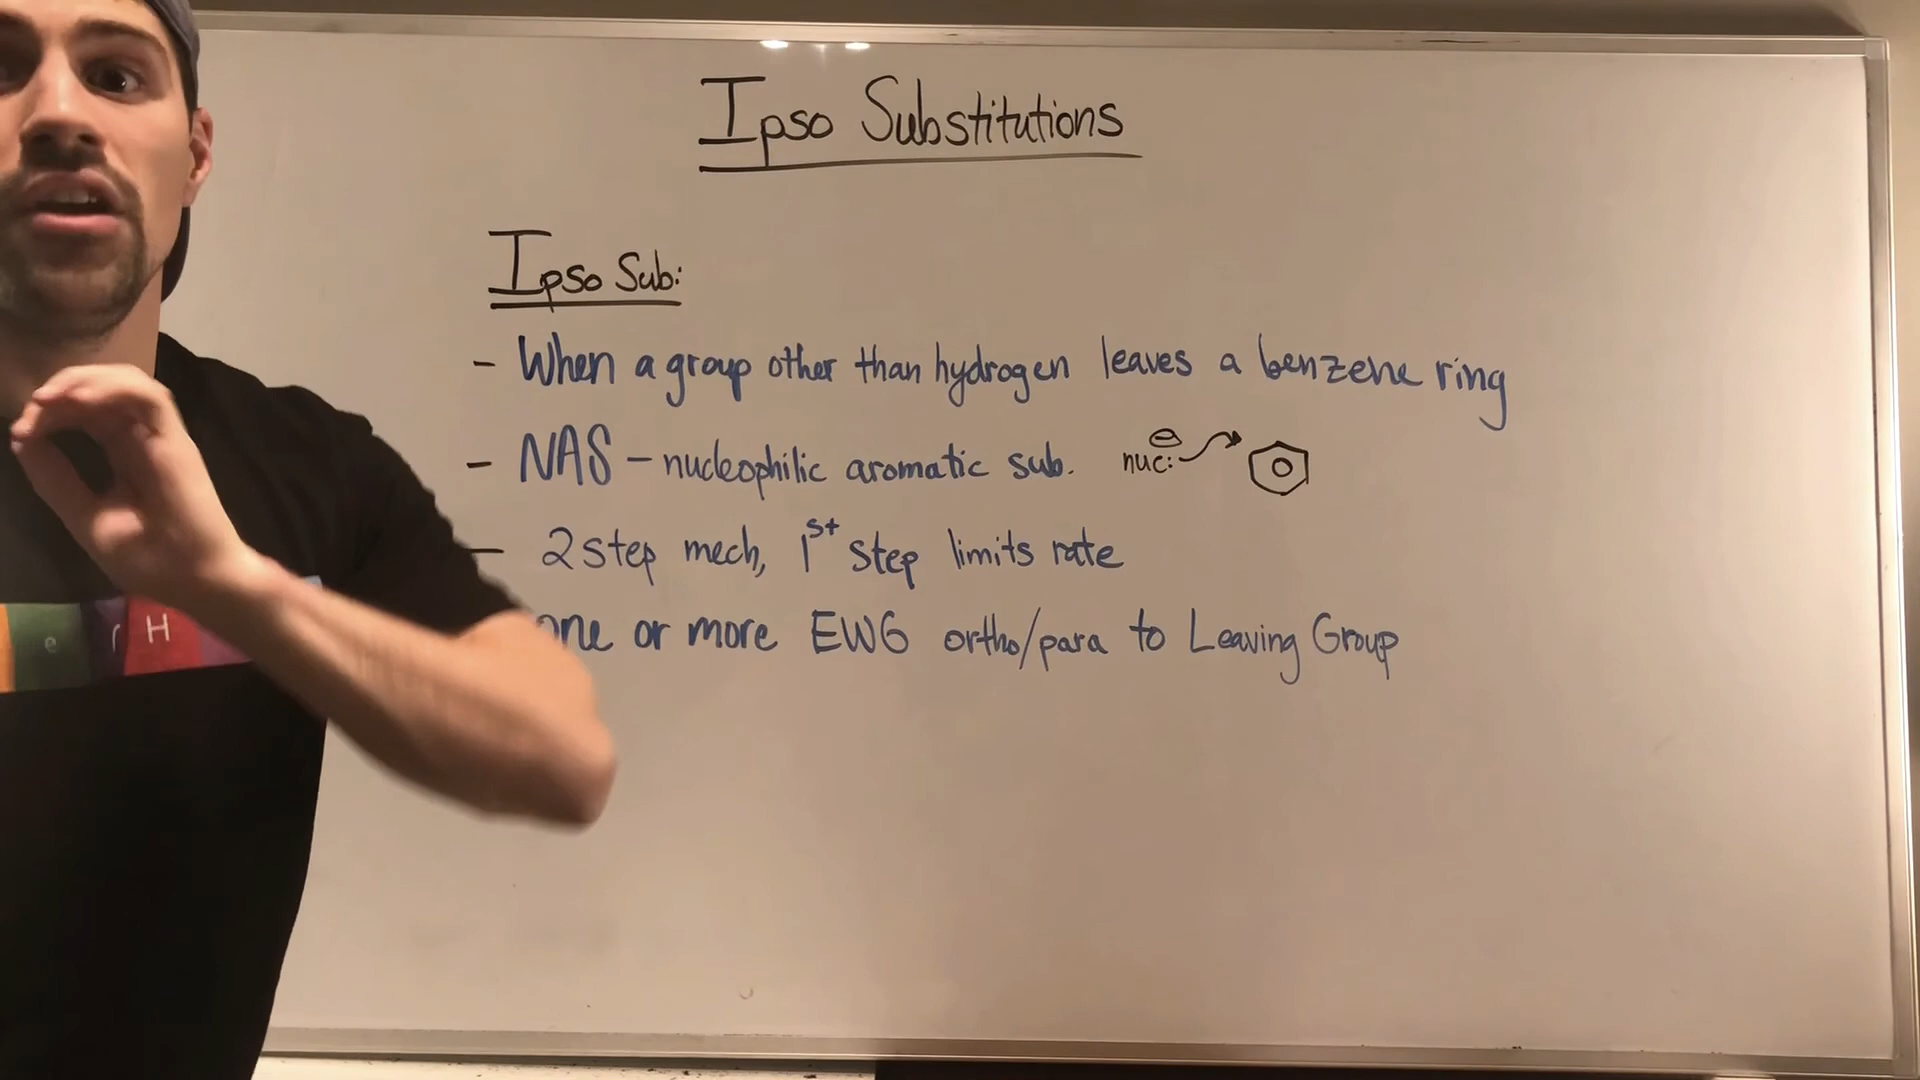 Ipso Substitutions
Ipso Sub:
- When a group other than hydrogen leaves a benzene ring
- NAS - nucleophilic aromatic sub. nuc:⊖
- 2 step mech, 1st step limits rate
one or more EWG ortho/para to Leaving Group
e r H